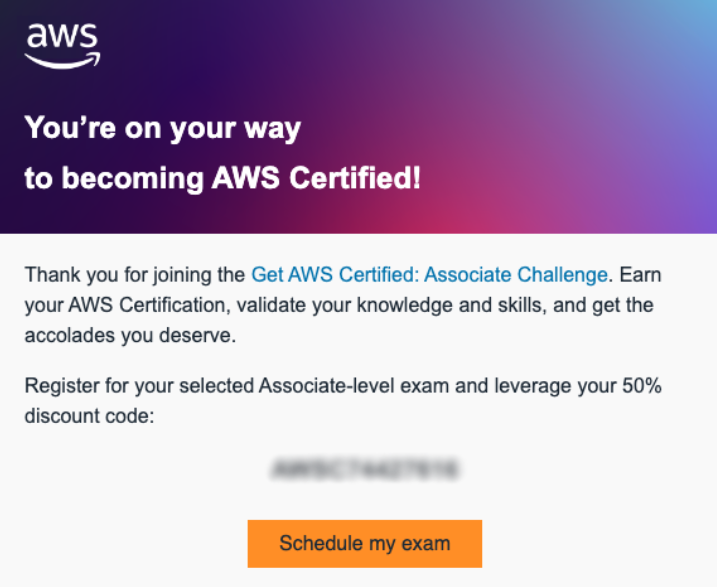 aws
You're on your way
to becoming AWS Certified!
Thank you for joining the Get AWS Certified: Associate Challenge. Earn
your AWS Certification, validate your knowledge and skills, and get the
accolades you deserve.
Register for your selected Associate-level exam and leverage your 50%
discount code:
Schedule my exam